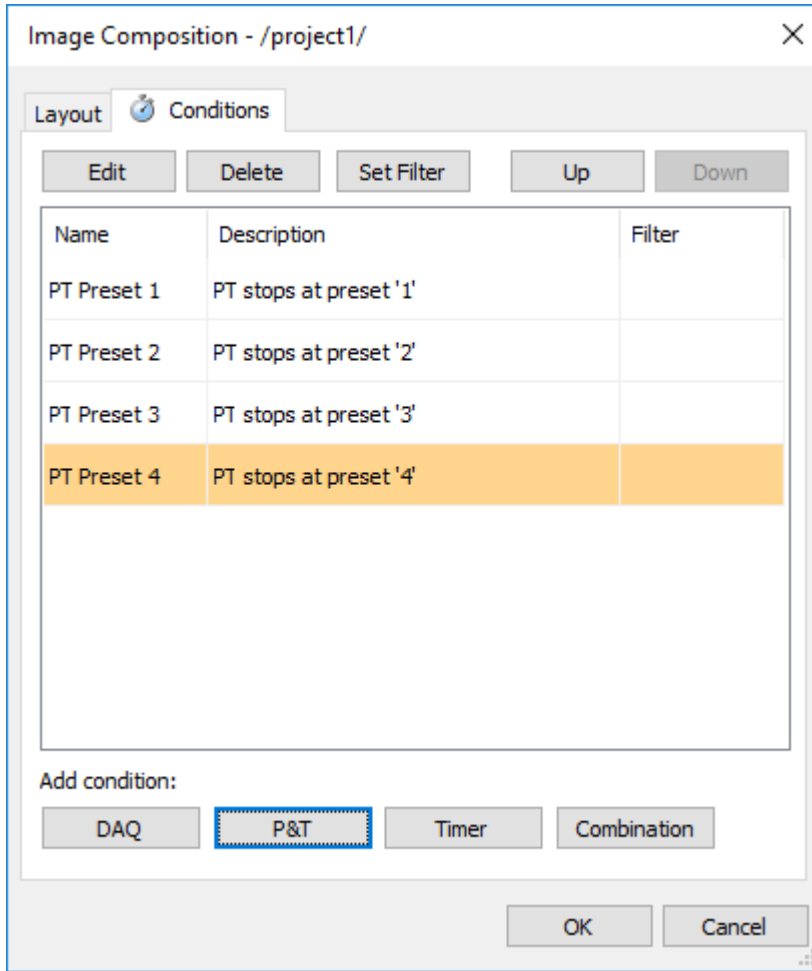 Image Composition - /project1/
Layout Conditions
Edit Delete Set Filter Up Down
Name Description Filter
PT Preset 1 PT stops at preset '1'
PT Preset 2 PT stops at preset '2'
PT Preset 3 PT stops at preset '3'
PT Preset 4 PT stops at preset '4'
Add condition:
DAQ P&T Timer Combination
OK Cancel